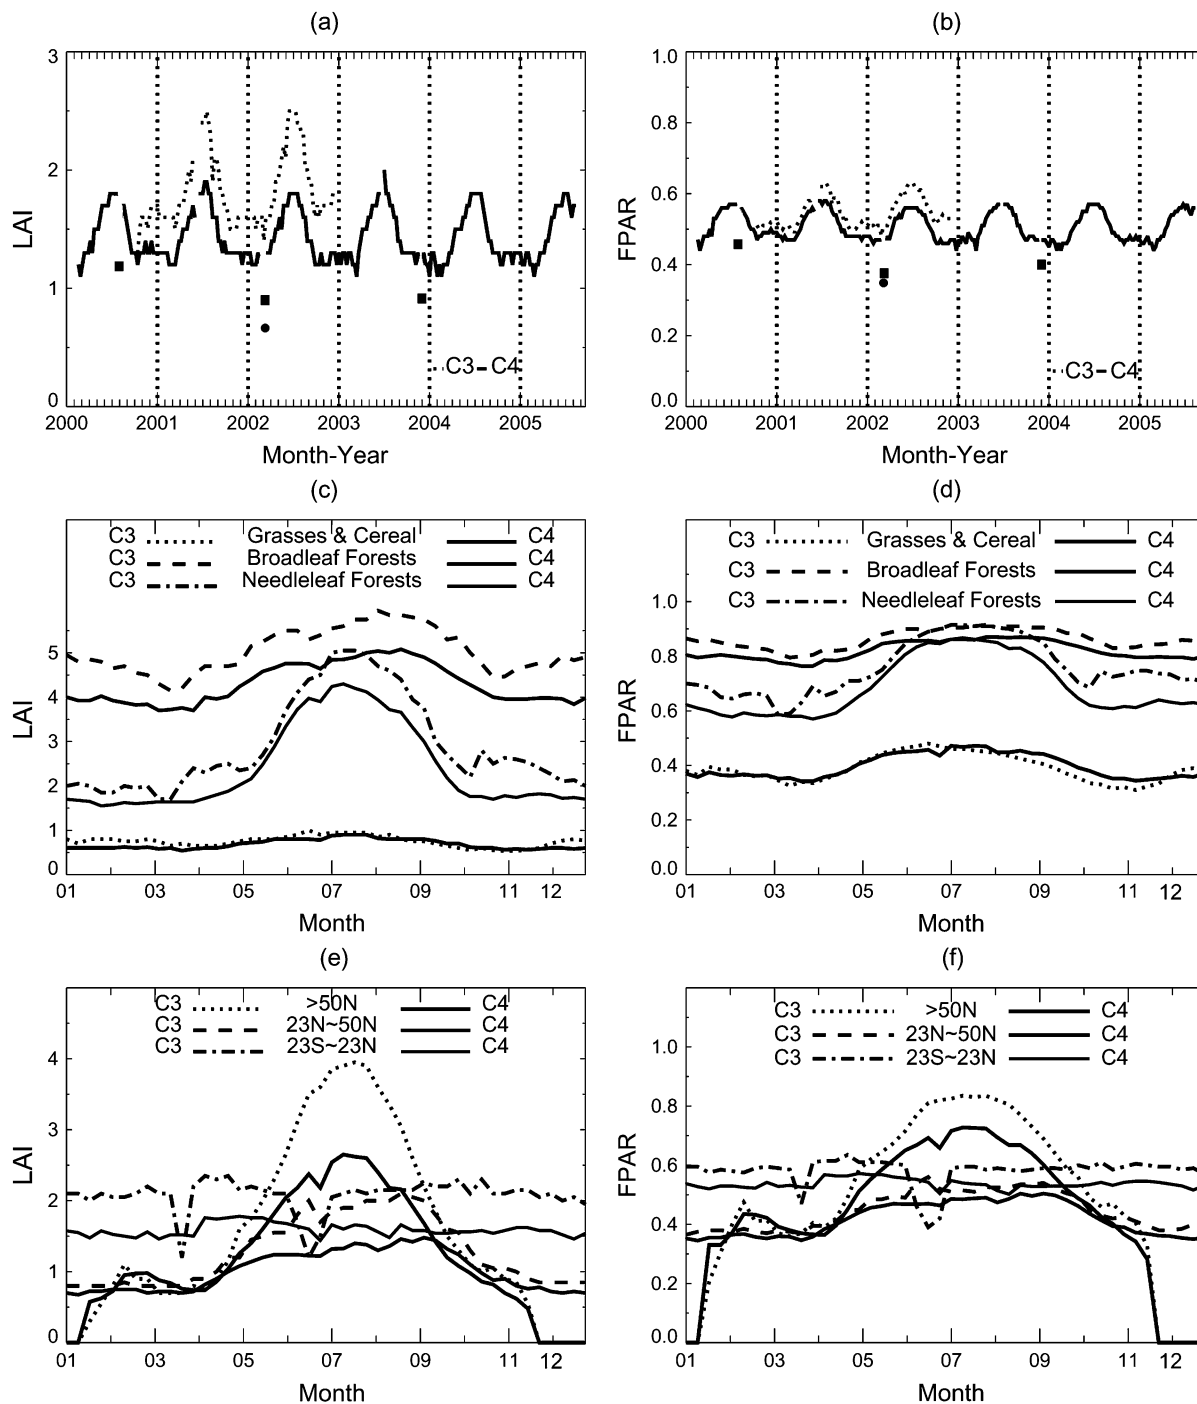 (a)
3
2
1
0
LAI
C3 C4
2000 2001 2002 2003 2004 2005
Month-Year
(b)
1.0
0.8
0.6
0.4
0.2
0.0
FPAR
C3 C4
2000 2001 2002 2003 2004 2005
Month-Year
(c)
C3 Grasses & Cereal C4
C3 Broadleaf Forests C4
C3 Needleleaf Forests C4
5
4
3
2
1
0
LAI
01 03 05 07 09 11 12
Month
(d)
C3 Grasses & Cereal C4
C3 Broadleaf Forests C4
C3 Needleleaf Forests C4
1.0
0.8
0.6
0.4
0.2
0.0
FPAR
01 03 05 07 09 11 12
Month
(e)
C3 >50N C4
C3 23N~50N C4
C3 23S~23N C4
4
3
2
1
0
LAI
01 03 05 07 09 11 12
Month
(f)
C3 >50N C4
C3 23N~50N C4
C3 23S~23N C4
1.0
0.8
0.6
0.4
0.2
0.0
FPAR
01 03 05 07 09 11 12
Month